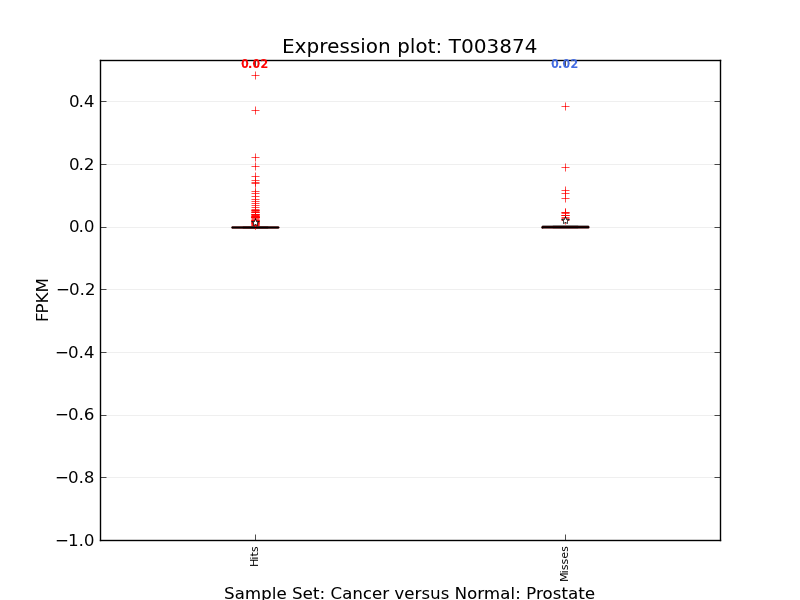 Expression plot: T003874
0.02
0.02
0.4
0.2
0.0
−0.2
−0.4
−0.6
−0.8
−1.0
FPKM
Hits
Misses
Sample Set: Cancer versus Normal: Prostate